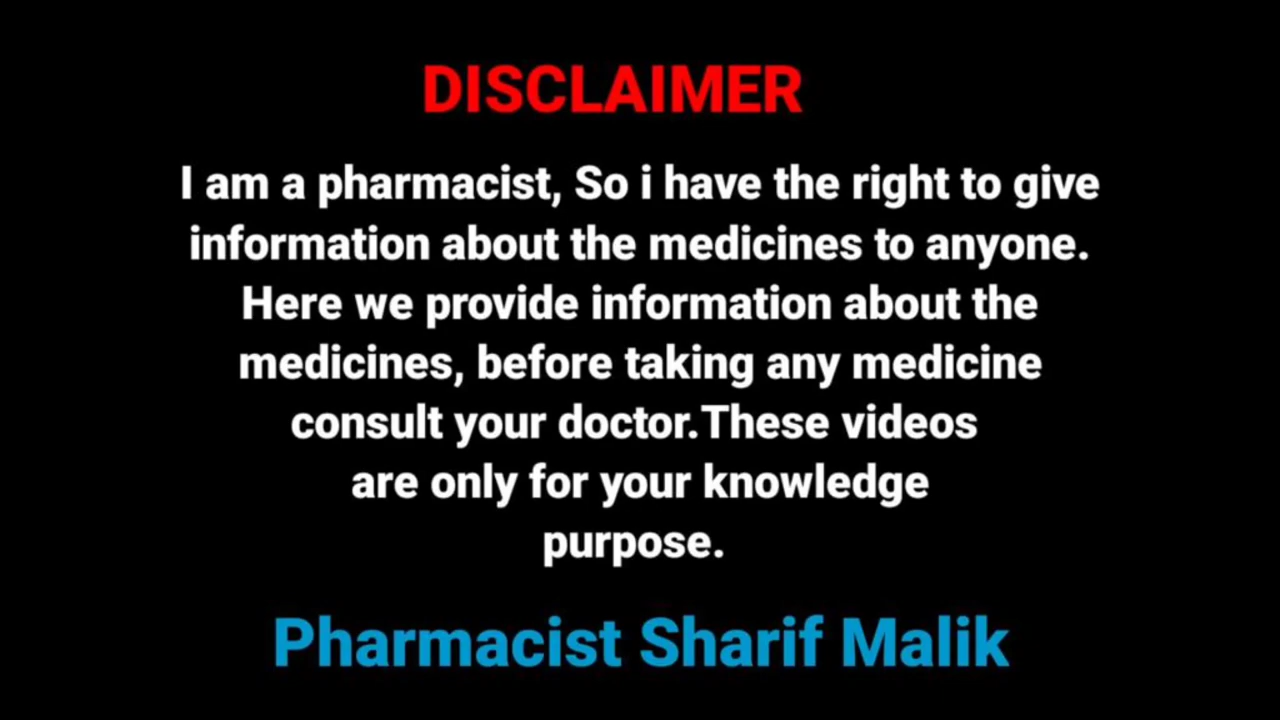 DISCLAIMER
I am a pharmacist, So i have the right to give
information about the medicines to anyone.
Here we provide information about the
medicines, before taking any medicine
consult your doctor.These videos
are only for your knowledge
purpose.
Pharmacist Sharif Malik